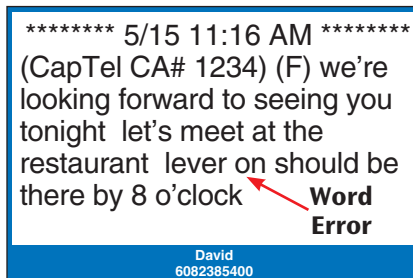 ******** 5/15 11:16 AM ********
(CapTel CA# 1234) (F) we're
looking forward to seeing you
tonight  let's meet at the
restaurant  lever on should be
there by 8 o'clock
Word
Error
David
6082385400